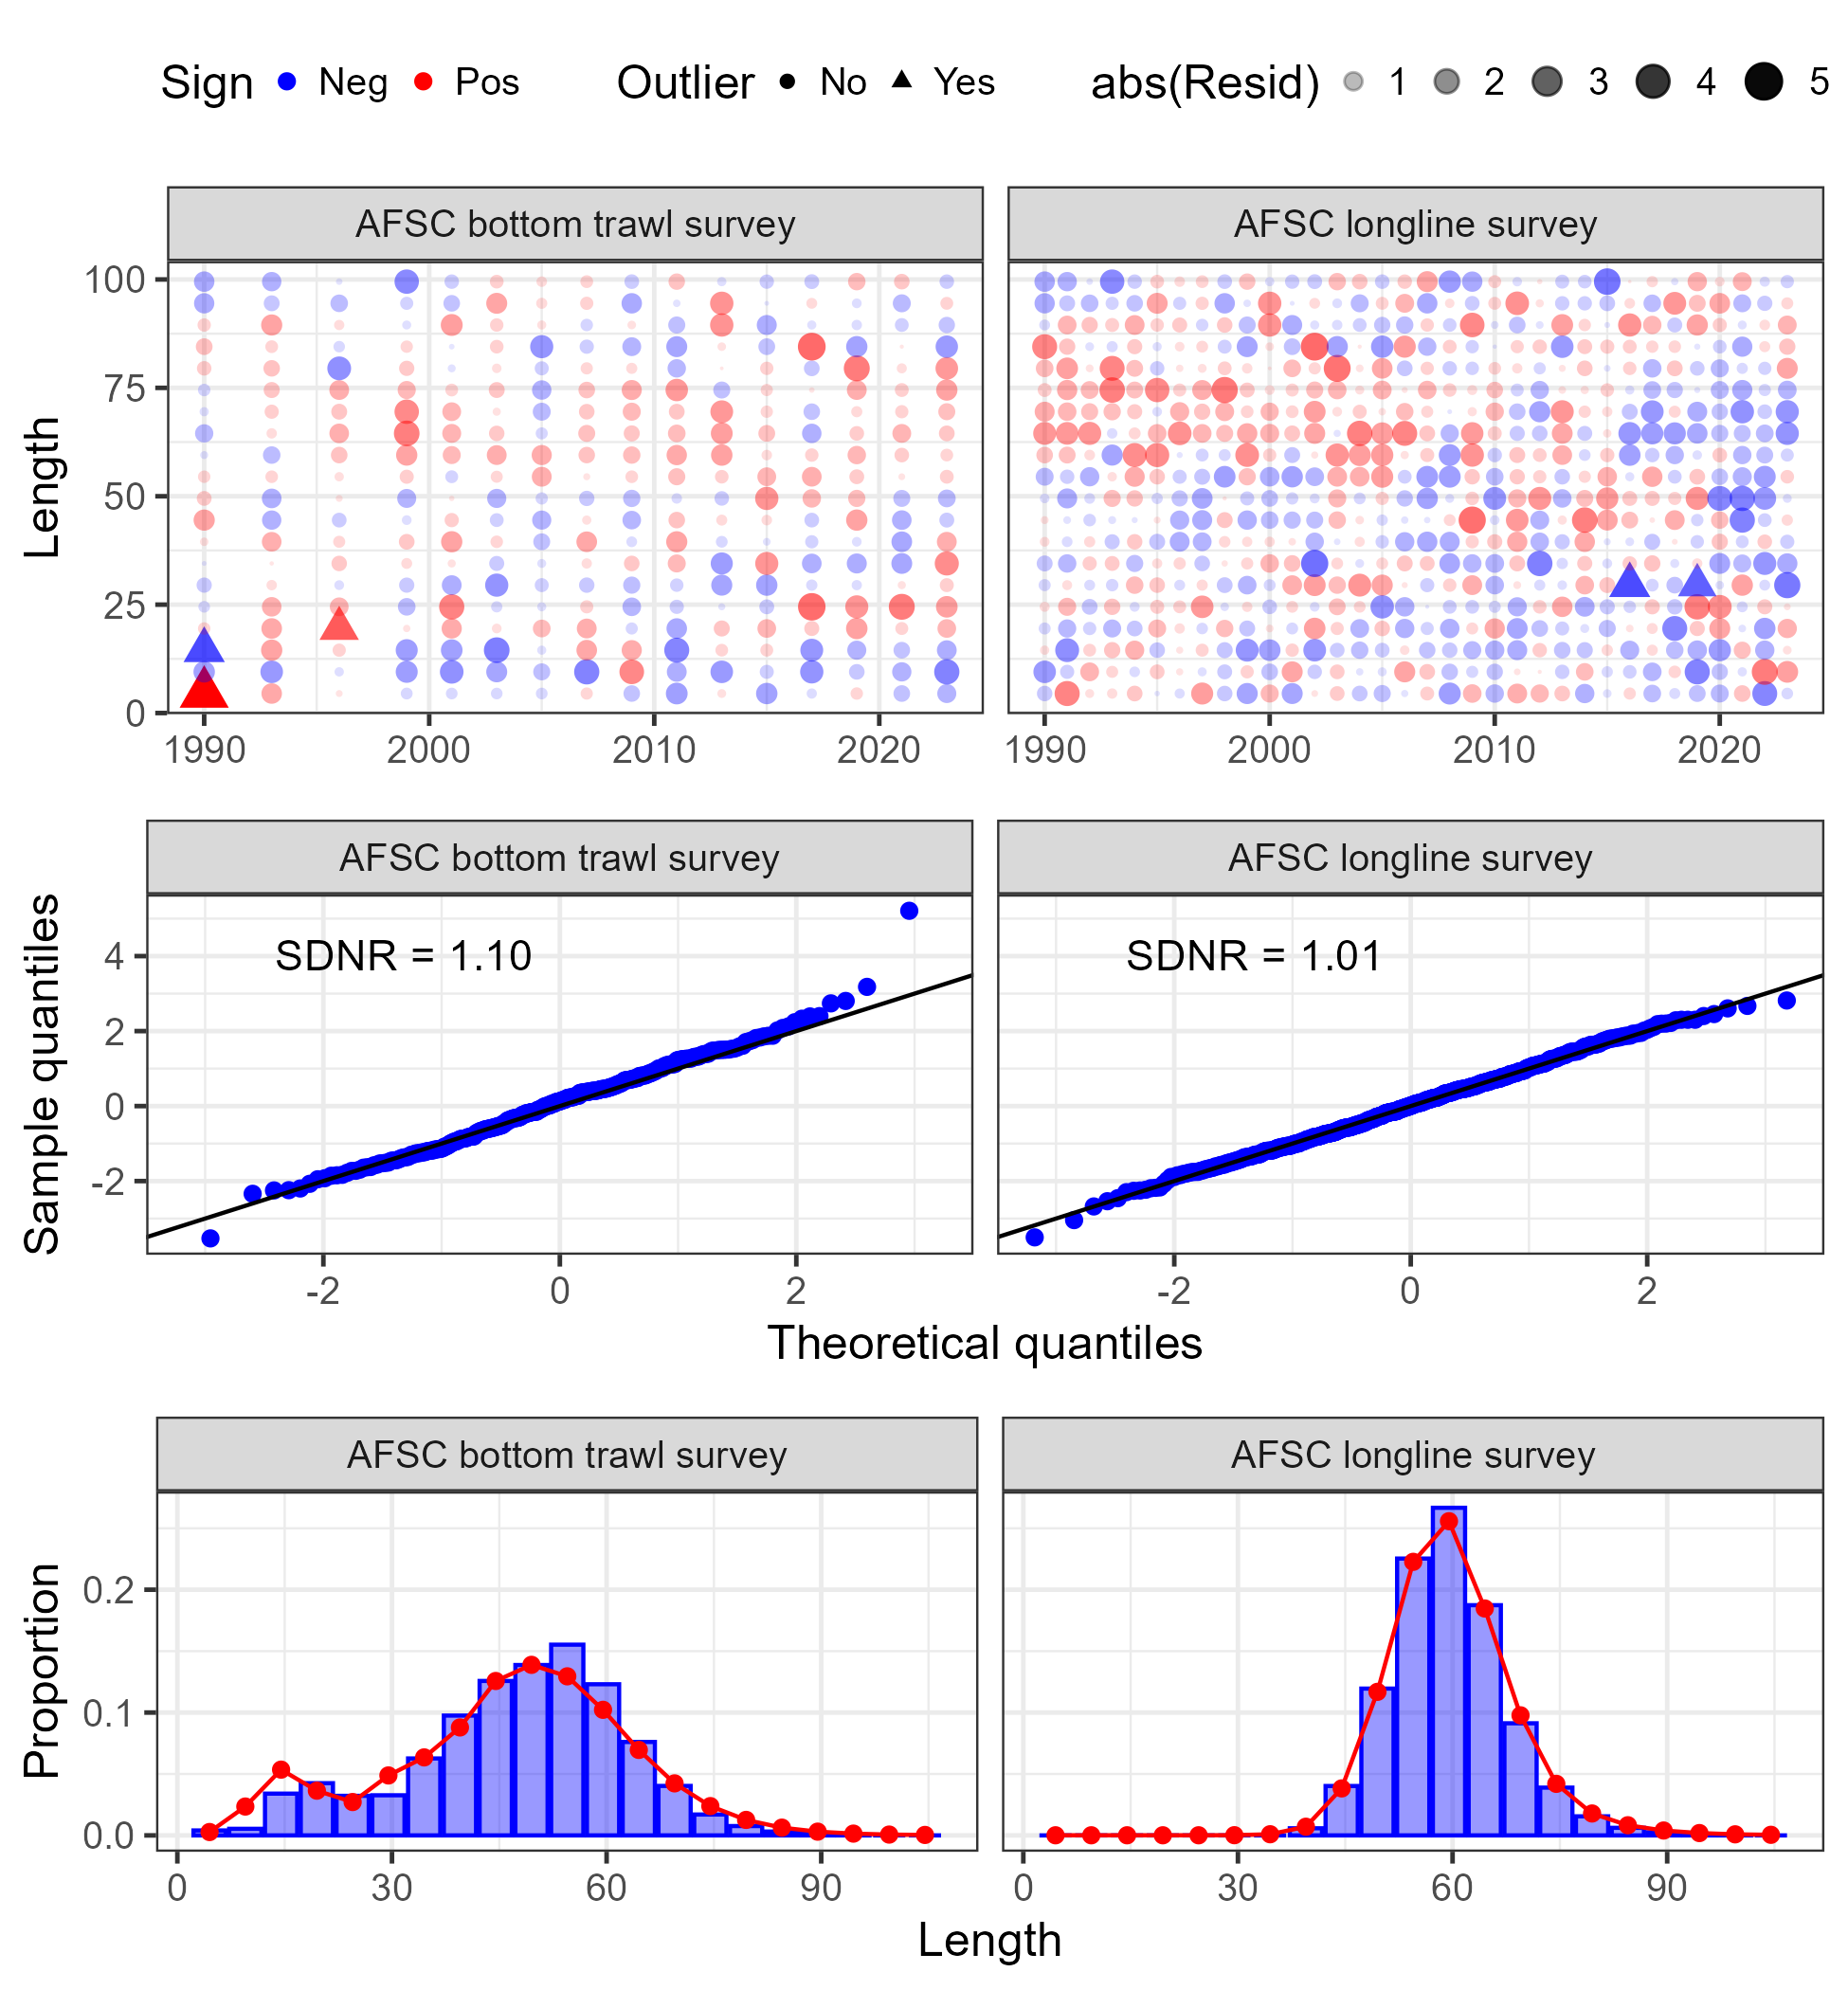 Sign Neg Pos Outlier No Yes abs(Resid) 1 2 3 4 5
AFSC bottom trawl survey AFSC longline survey
Length
100
75
50
25
0
1990 2000 2010 2020 1990 2000 2010 2020
AFSC bottom trawl survey AFSC longline survey
Sample quantiles
SDNR = 1.10 SDNR = 1.01
4
2
0
-2
-2 0 2 -2 0 2
Theoretical quantiles
AFSC bottom trawl survey AFSC longline survey
Proportion
0.2
0.1
0.0
0 30 60 90 0 30 60 90
Length